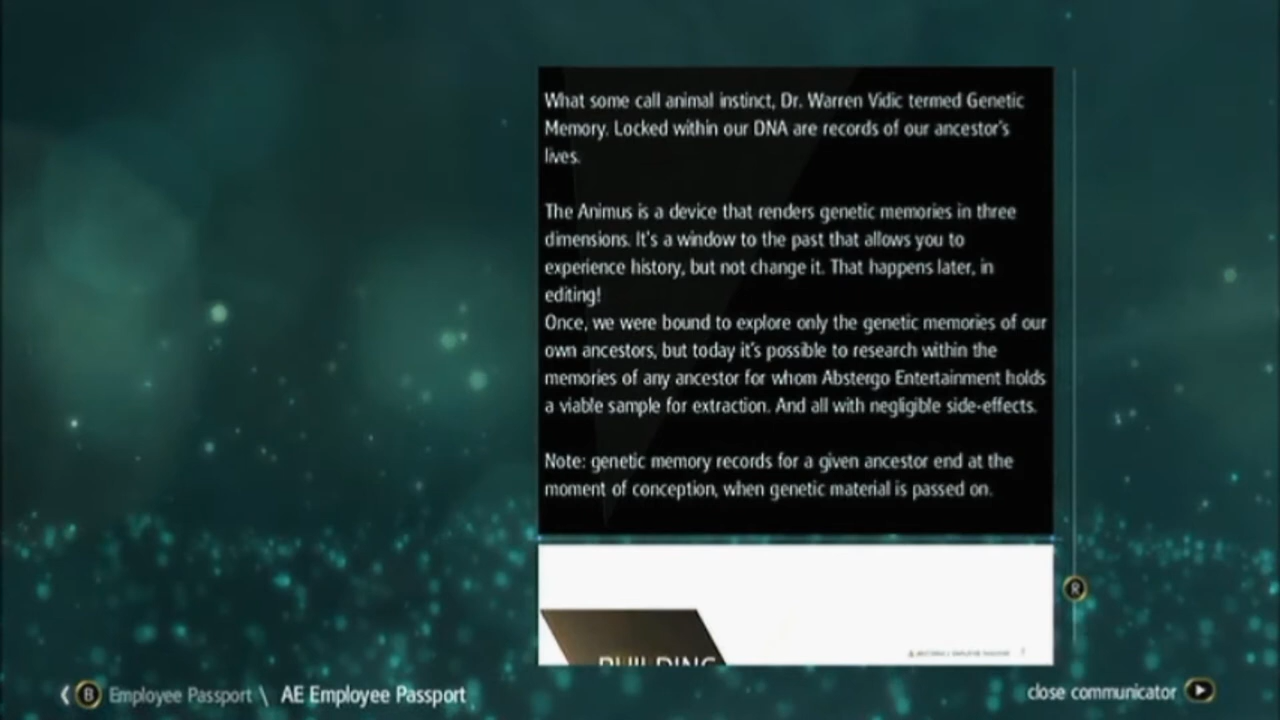 What some call animal instinct, Dr. Warren Vidic termed Genetic
Memory. Locked within our DNA are records of our ancestor's
lives.
The Animus is a device that renders genetic memories in three
dimensions. It's a window to the past that allows you to
experience history, but not change it. That happens later, in
editing!
Once, we were bound to explore only the genetic memories of our
own ancestors, but today it's possible to research within the
memories of any ancestor for whom Abstergo Entertainment holds
a viable sample for extraction. And all with negligible side-effects.
Note: genetic memory records for a given ancestor end at the
moment of conception, when genetic material is passed on.
R
BUILDING
B Employee Passport \ AE Employee Passport
close communicator